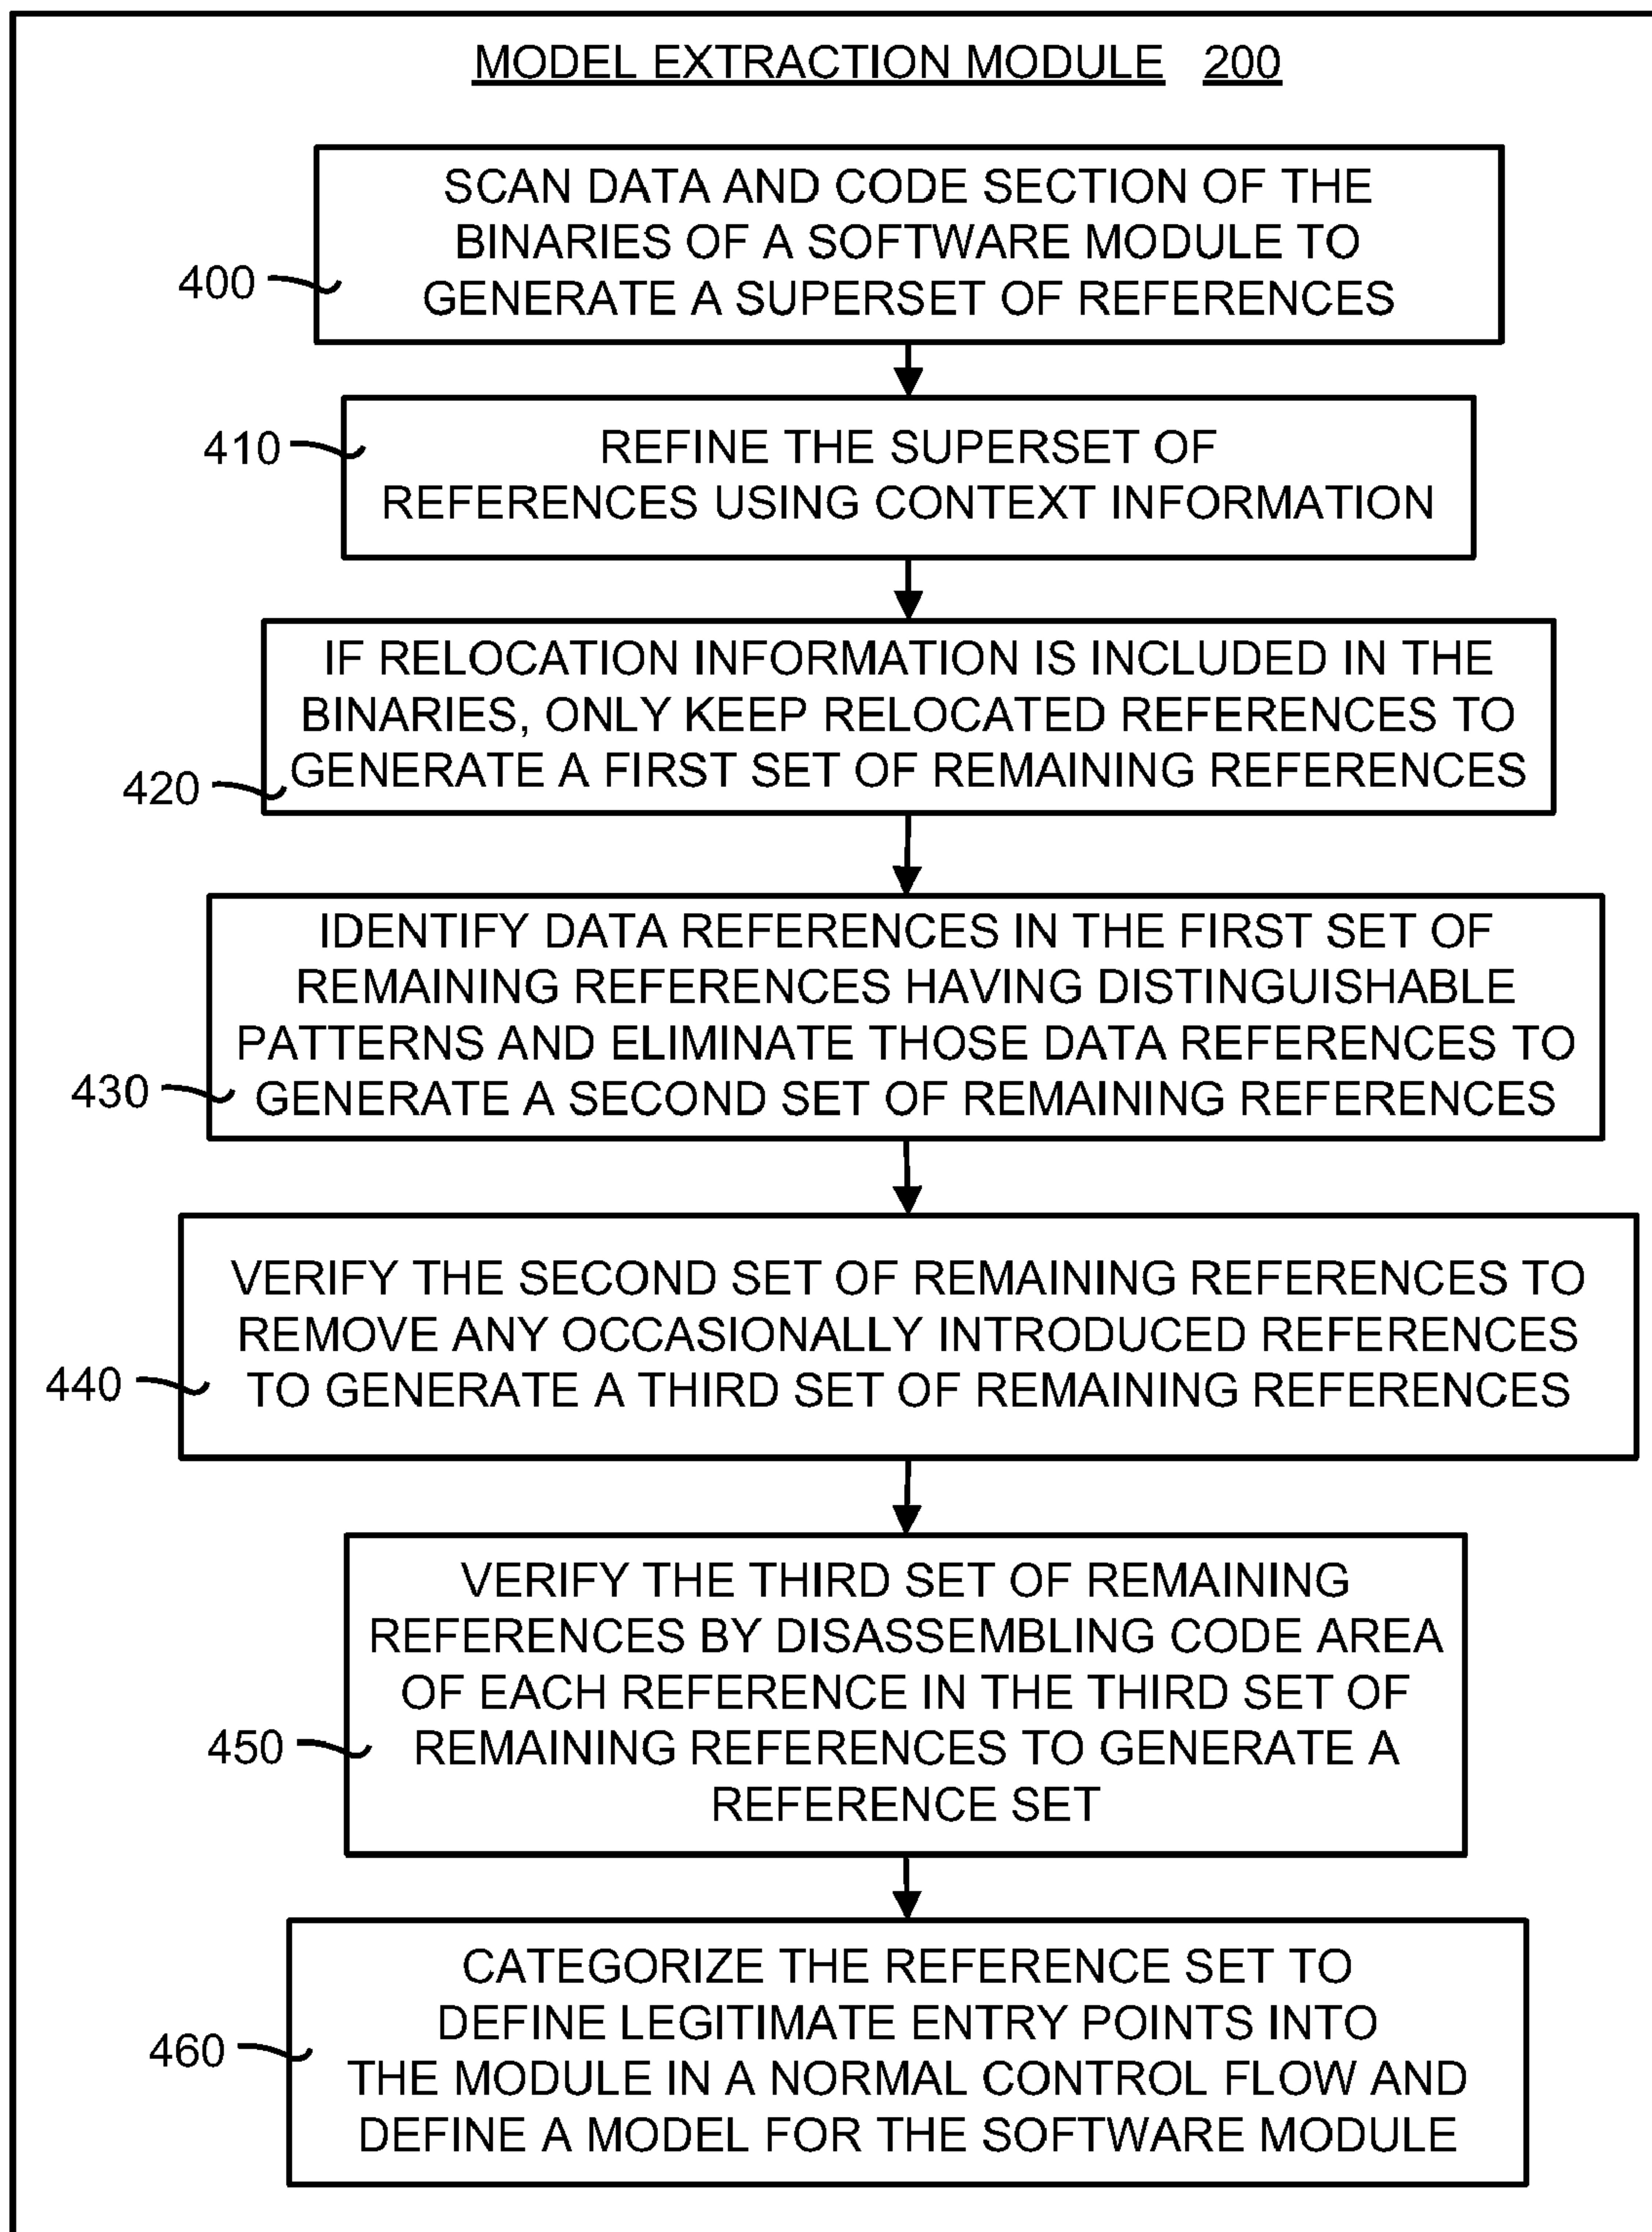 MODEL EXTRACTION MODULE 200
SCAN DATA AND CODE SECTION OF THE
BINARIES OF A SOFTWARE MODULE TO
GENERATE A SUPERSET OF REFERENCES
400
REFINE THE SUPERSET OF
REFERENCES USING CONTEXT INFORMATION
410
IF RELOCATION INFORMATION IS INCLUDED IN THE
BINARIES, ONLY KEEP RELOCATED REFERENCES TO
GENERATE A FIRST SET OF REMAINING REFERENCES
420
IDENTIFY DATA REFERENCES IN THE FIRST SET OF
REMAINING REFERENCES HAVING DISTINGUISHABLE
PATTERNS AND ELIMINATE THOSE DATA REFERENCES TO
GENERATE A SECOND SET OF REMAINING REFERENCES
430
VERIFY THE SECOND SET OF REMAINING REFERENCES TO
REMOVE ANY OCCASIONALLY INTRODUCED REFERENCES
TO GENERATE A THIRD SET OF REMAINING REFERENCES
440
VERIFY THE THIRD SET OF REMAINING
REFERENCES BY DISASSEMBLING CODE AREA
OF EACH REFERENCE IN THE THIRD SET OF
REMAINING REFERENCES TO GENERATE A
REFERENCE SET
450
CATEGORIZE THE REFERENCE SET TO
DEFINE LEGITIMATE ENTRY POINTS INTO
THE MODULE IN A NORMAL CONTROL FLOW AND
DEFINE A MODEL FOR THE SOFTWARE MODULE
460